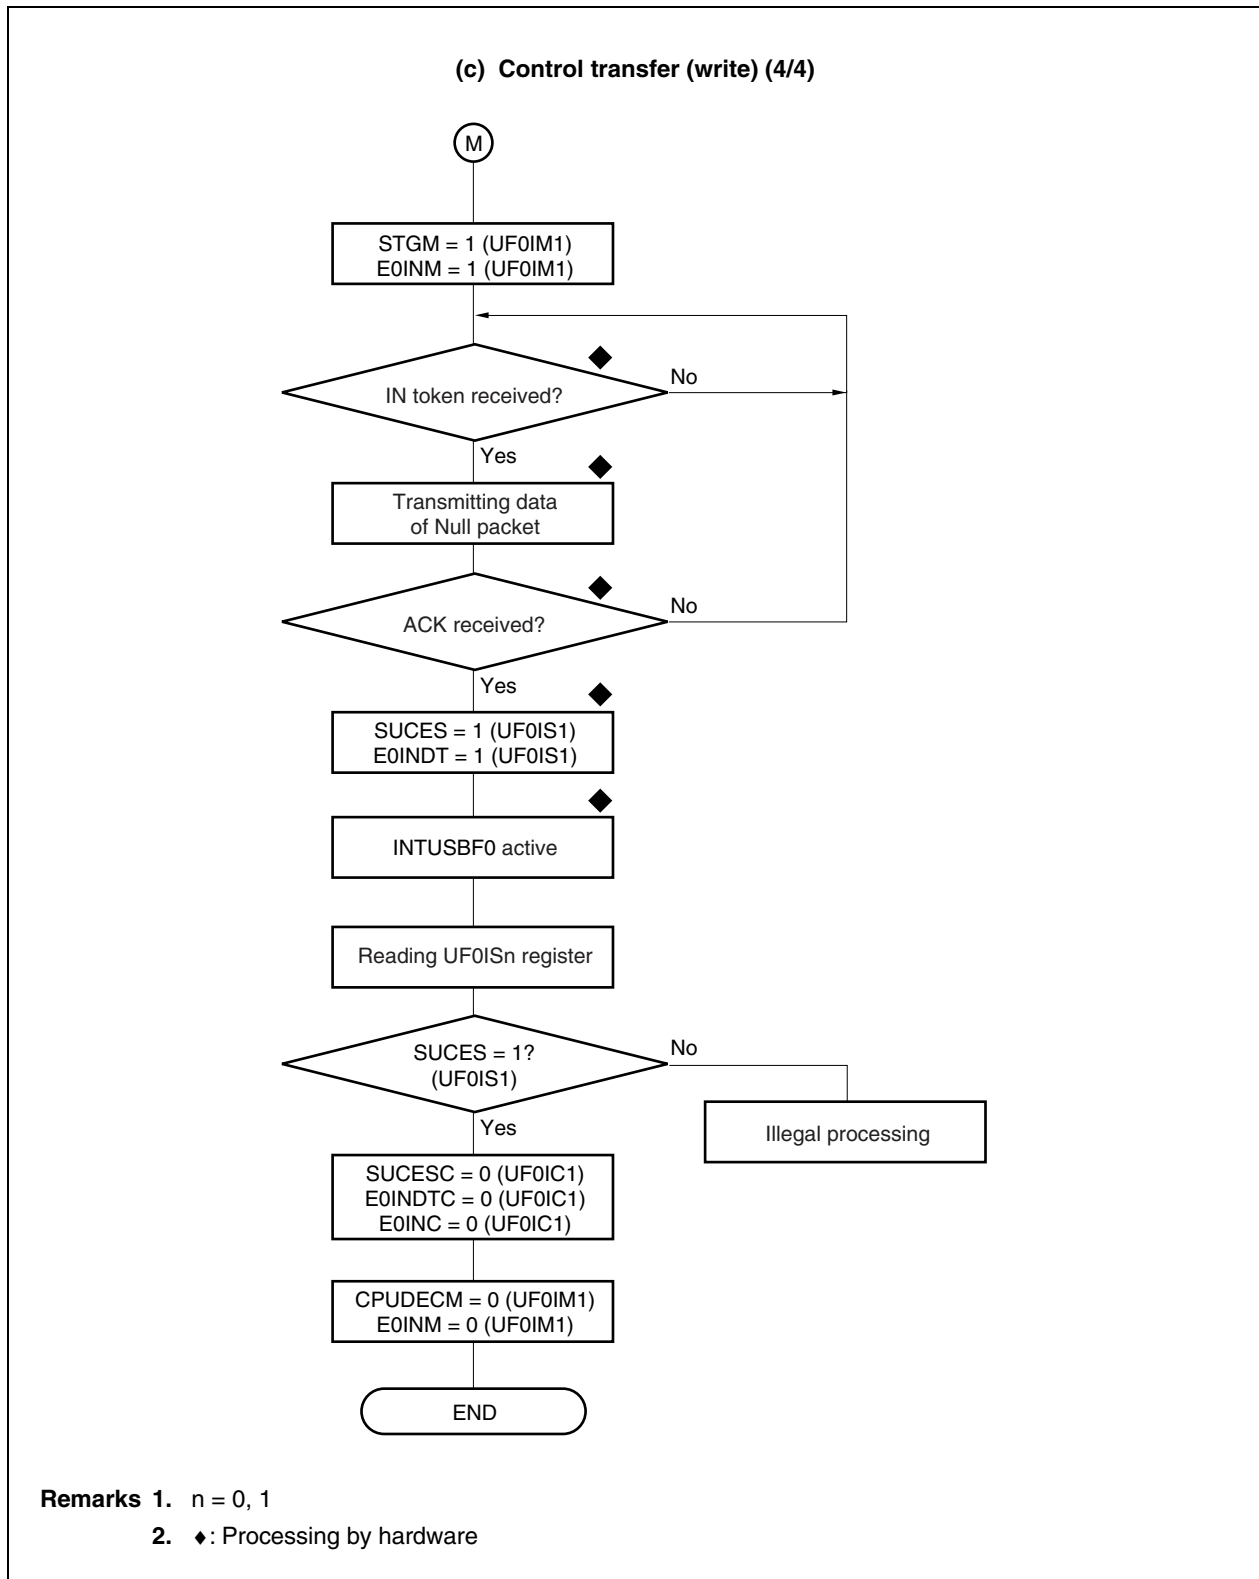 (c) Control transfer (write) (4/4)
M
STGM = 1 (UF0IM1)
E0INM = 1 (UF0IM1)
IN token received?
No
Yes
Transmitting data
of Null packet
ACK received?
No
Yes
SUCES = 1 (UF0IS1)
E0INDT = 1 (UF0IS1)
INTUSBF0 active
Reading UF0ISn register
SUCES = 1?
(UF0IS1)
No
Illegal processing
Yes
SUCESC = 0 (UF0IC1)
E0INDTC = 0 (UF0IC1)
E0INC = 0 (UF0IC1)
CPUDECM = 0 (UF0IM1)
E0INM = 0 (UF0IM1)
END
Remarks 1. n = 0, 1
2. ♦: Processing by hardware